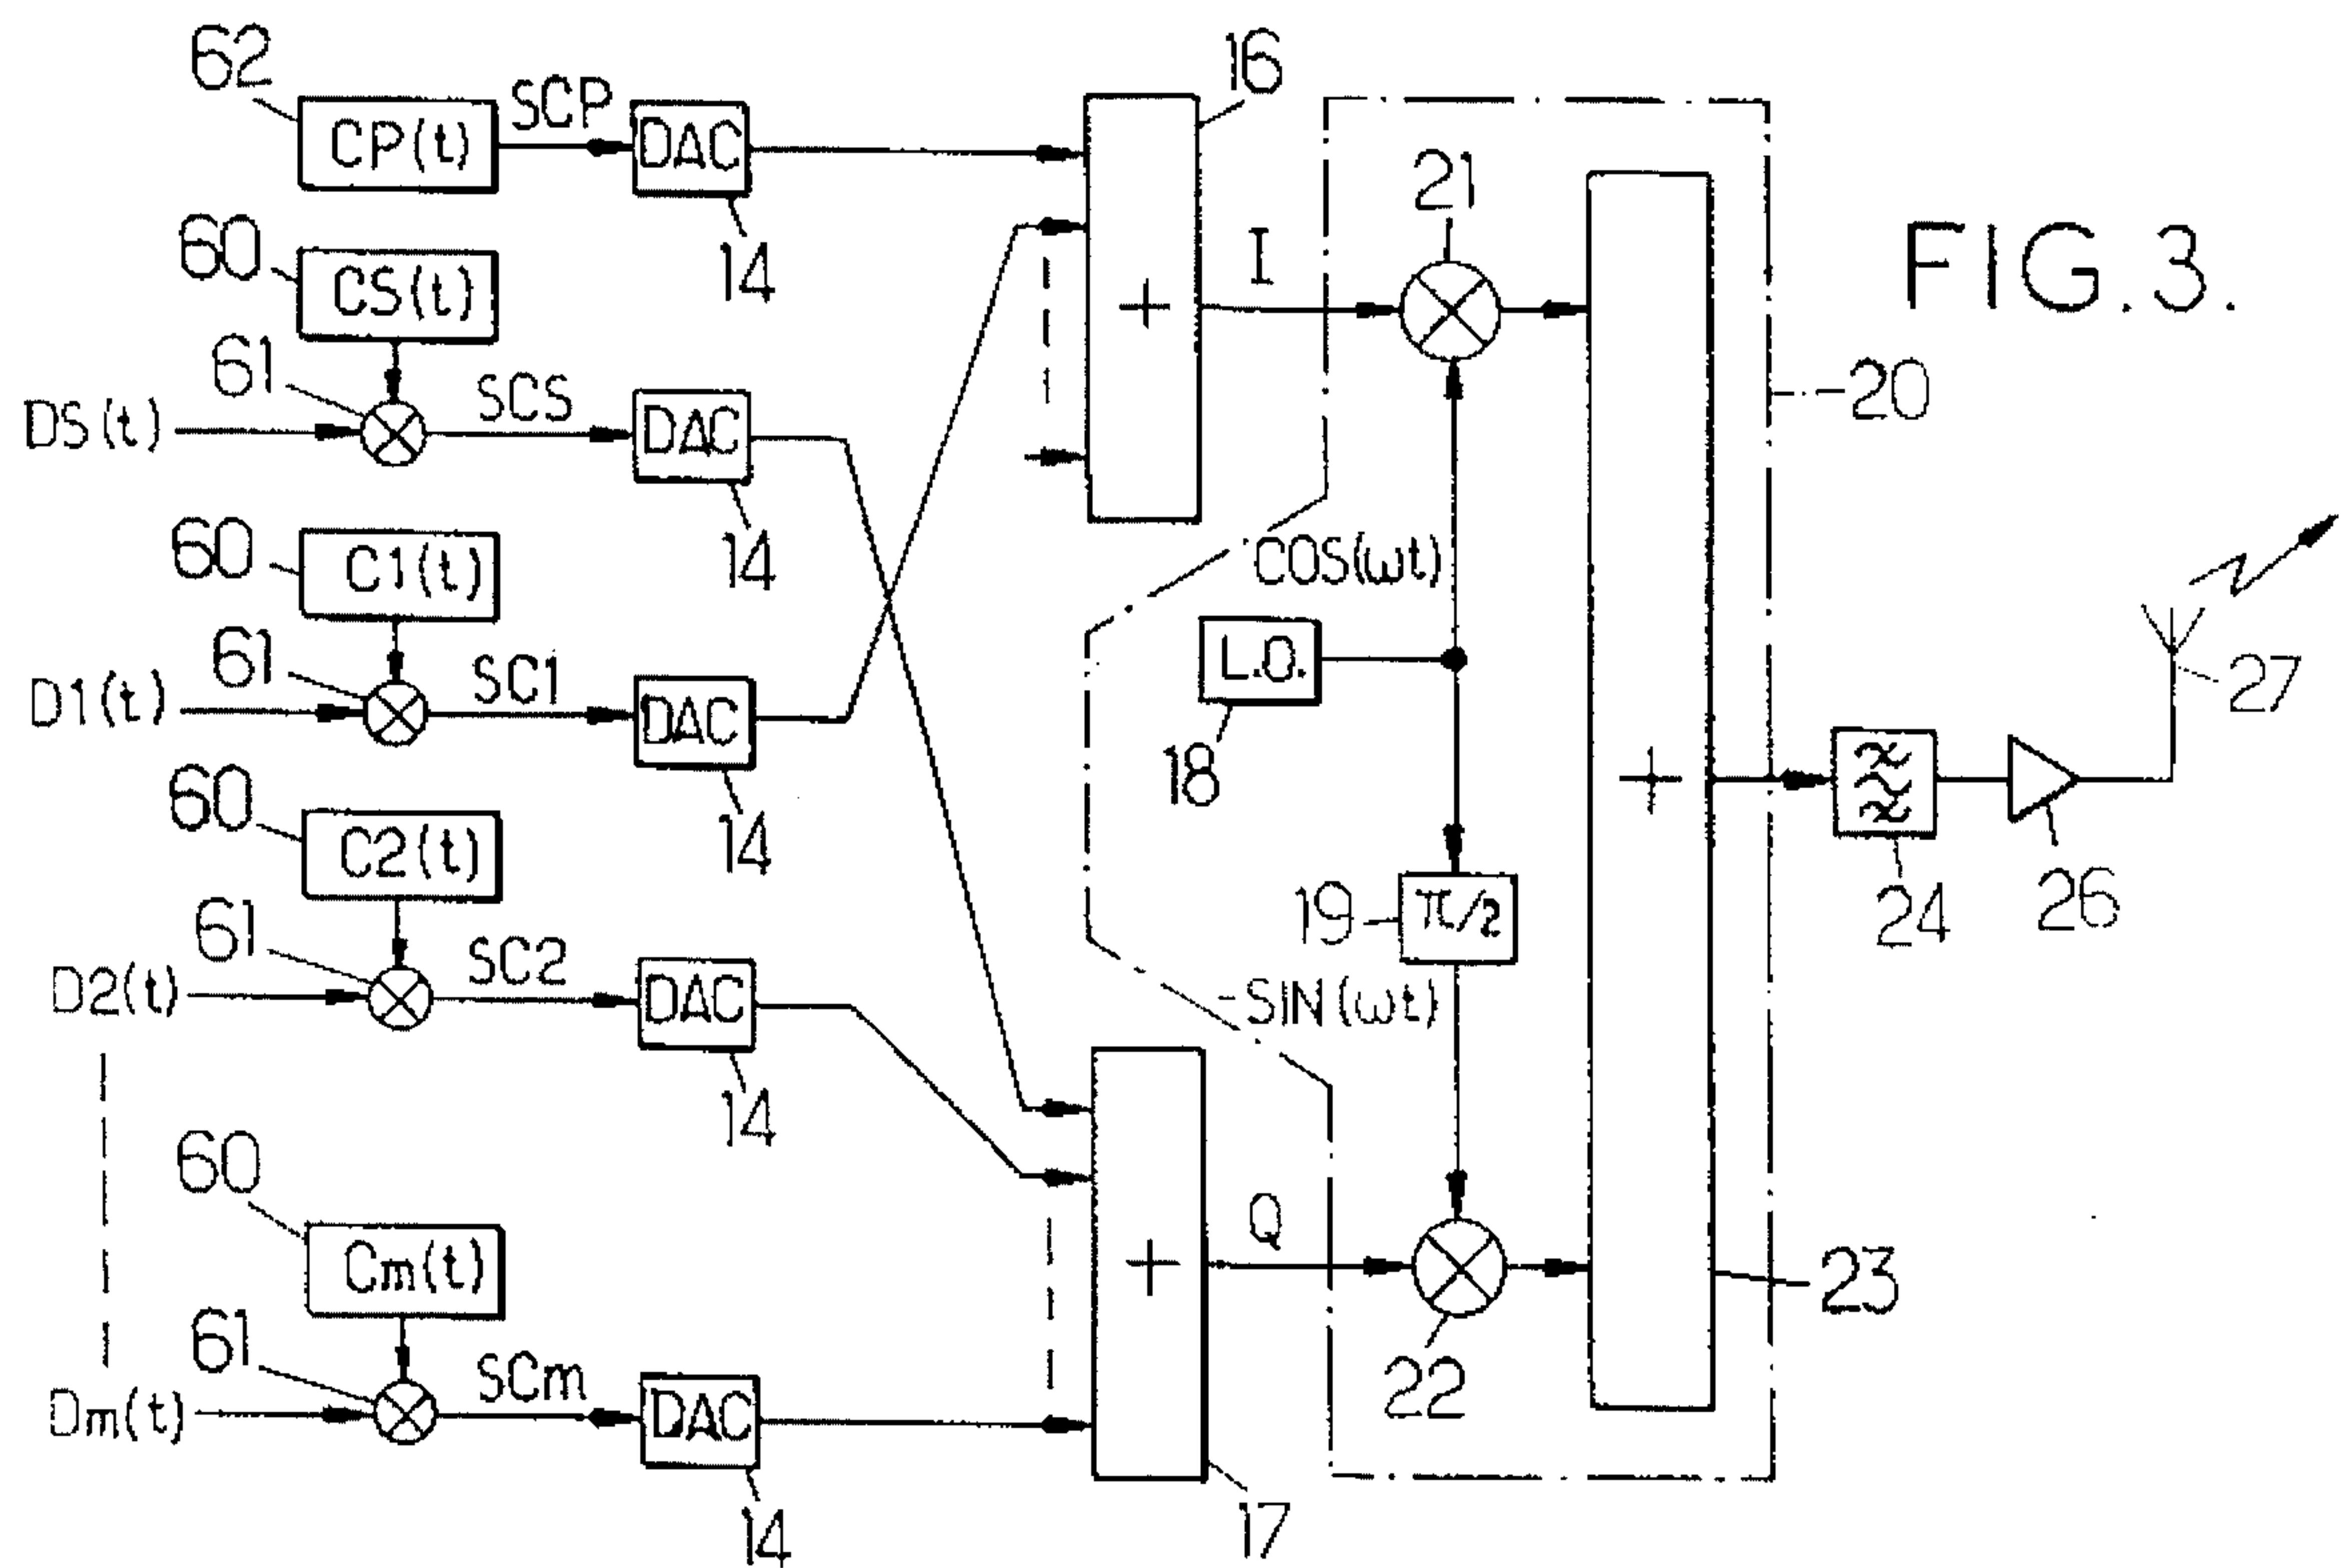 62
CP(t)
SCP
DAC
14
16
60
CS(t)
61
DS(t)
SCS
DAC
14
+
I
21
FIG.3.
20
60
C1(t)
61
D1(t)
SC1
DAC
14
COS(ωt)
L.O.
18
27
60
C2(t)
61
D2(t)
SC2
DAC
14
19
π/2
-SIN(ωt)
+
24
26
60
Cm(t)
61
Dm(t)
SCm
DAC
14
+
Q
17
22
23